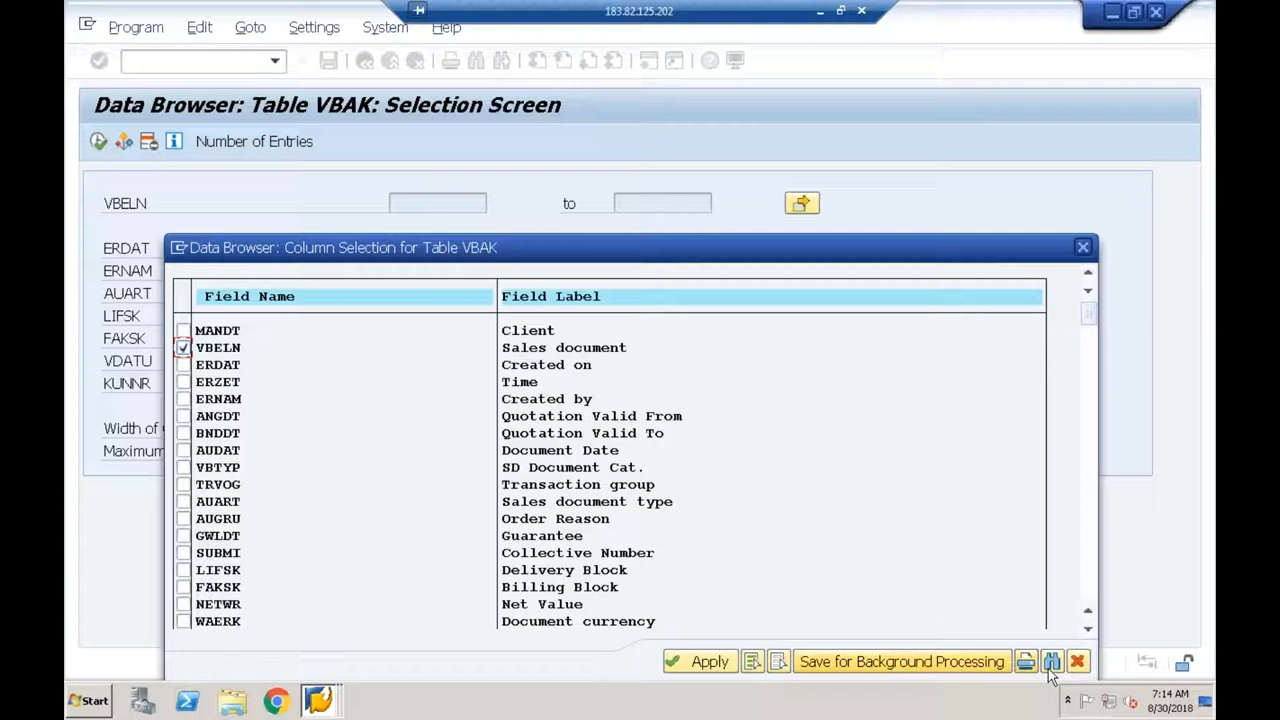 183.82.125.202
Program Edit Goto Settings System Help
Data Browser: Table VBAK: Selection Screen
Number of Entries
VBELN to
ERDAT
ERNAM
AUART
LIFSK
FAKSK
VDATU
KUNNR
Width of
Maximum
Data Browser: Column Selection for Table VBAK
Field Name Field Label
MANDT Client
VBELN Sales document
ERDAT Created on
ERZET Time
ERNAM Created by
ANGDT Quotation Valid From
BNDDT Quotation Valid To
AUDAT Document Date
VBTYP SD Document Cat.
TRVOG Transaction group
AUART Sales document type
AUGRU Order Reason
GWLDT Guarantee
SUBMI Collective Number
LIFSK Delivery Block
FAKSK Billing Block
NETWR Net Value
WAERK Document currency
Apply Save for Background Processing
Start
7:14 AM
8/30/2018